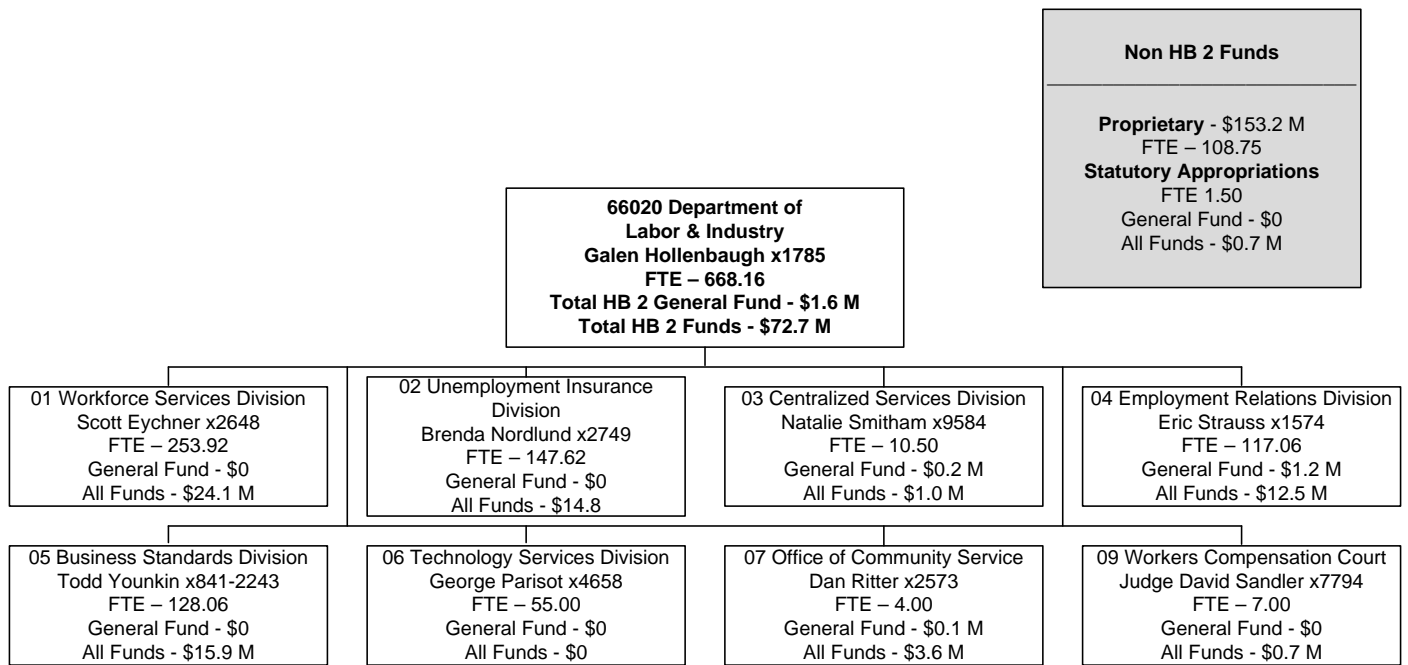 Non HB 2 Funds
Proprietary - $153.2 M
FTE – 108.75
Statutory Appropriations
FTE 1.50
General Fund - $0
All Funds - $0.7 M
66020 Department of
Labor & Industry
Galen Hollenbaugh x1785
FTE – 668.16
Total HB 2 General Fund - $1.6 M
Total HB 2 Funds - $72.7 M
01 Workforce Services Division
Scott Eychner x2648
FTE – 253.92
General Fund - $0
All Funds - $24.1 M
02 Unemployment Insurance
Division
Brenda Nordlund x2749
FTE – 147.62
General Fund - $0
All Funds - $14.8
03 Centralized Services Division
Natalie Smitham x9584
FTE – 10.50
General Fund - $0.2 M
All Funds - $1.0 M
04 Employment Relations Division
Eric Strauss x1574
FTE – 117.06
General Fund - $1.2 M
All Funds - $12.5 M
05 Business Standards Division
Todd Younkin x841-2243
FTE – 128.06
General Fund - $0
All Funds - $15.9 M
06 Technology Services Division
George Parisot x4658
FTE – 55.00
General Fund - $0
All Funds - $0
07 Office of Community Service
Dan Ritter x2573
FTE – 4.00
General Fund - $0.1 M
All Funds - $3.6 M
09 Workers Compensation Court
Judge David Sandler x7794
FTE – 7.00
General Fund - $0
All Funds - $0.7 M